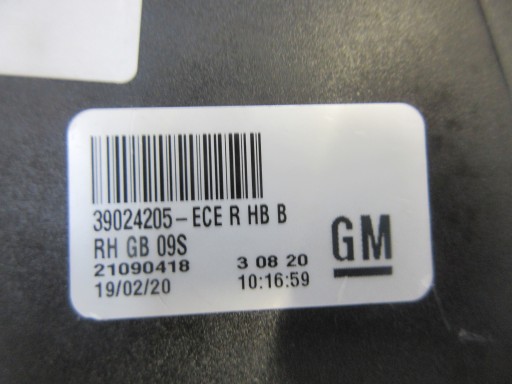 39024205-ECE R HB B
RH GB 09S
21090418 3 08 20
19/02/20 10:16:59
GM